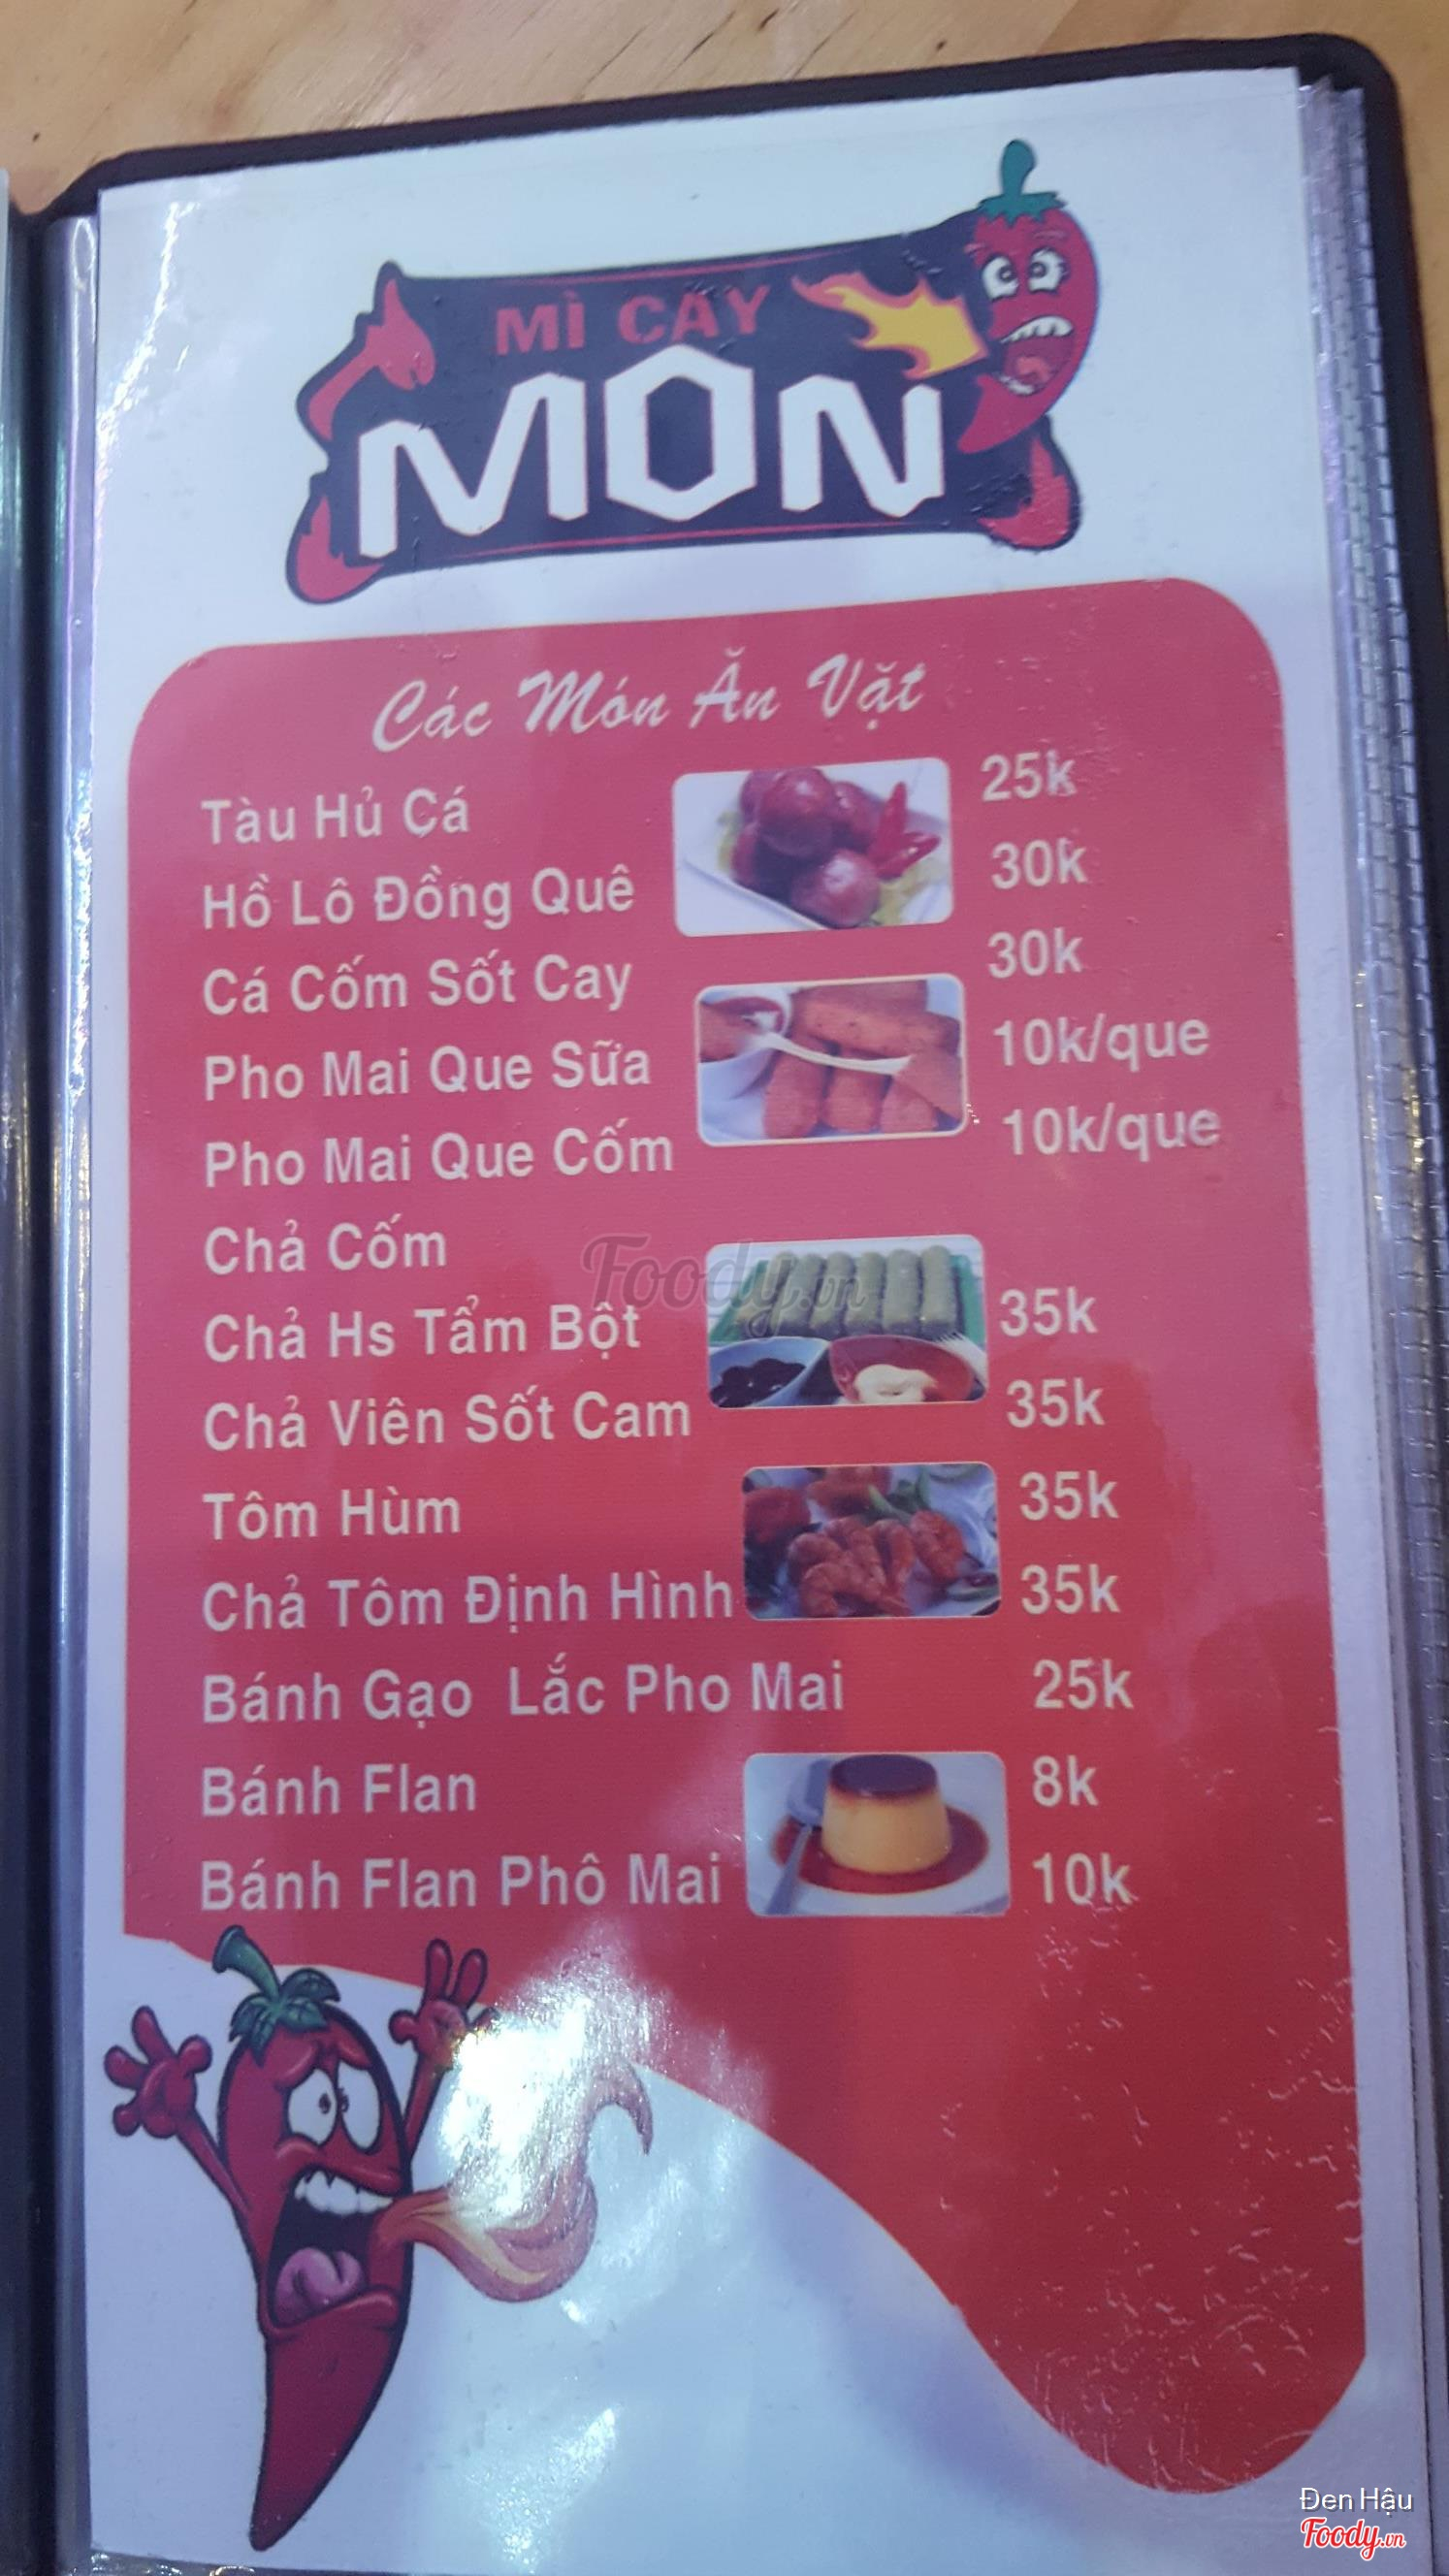 MÌ CAY
MON
Các Món Ăn Vặt
Tàu Hủ Cá 25k
Hồ Lô Đồng Quê 30k
Cá Cốm Sốt Cay 30k
Pho Mai Que Sữa 10k/que
Pho Mai Que Cốm 10k/que
Chả Cốm
Chả Hs Tẩm Bột 35k
Chả Viên Sốt Cam 35k
Tôm Hùm 35k
Chả Tôm Định Hình 35k
Bánh Gạo Lắc Pho Mai 25k
Bánh Flan 8k
Bánh Flan Phô Mai 10k
Foody.vn
Đen Hậu
Foody.vn